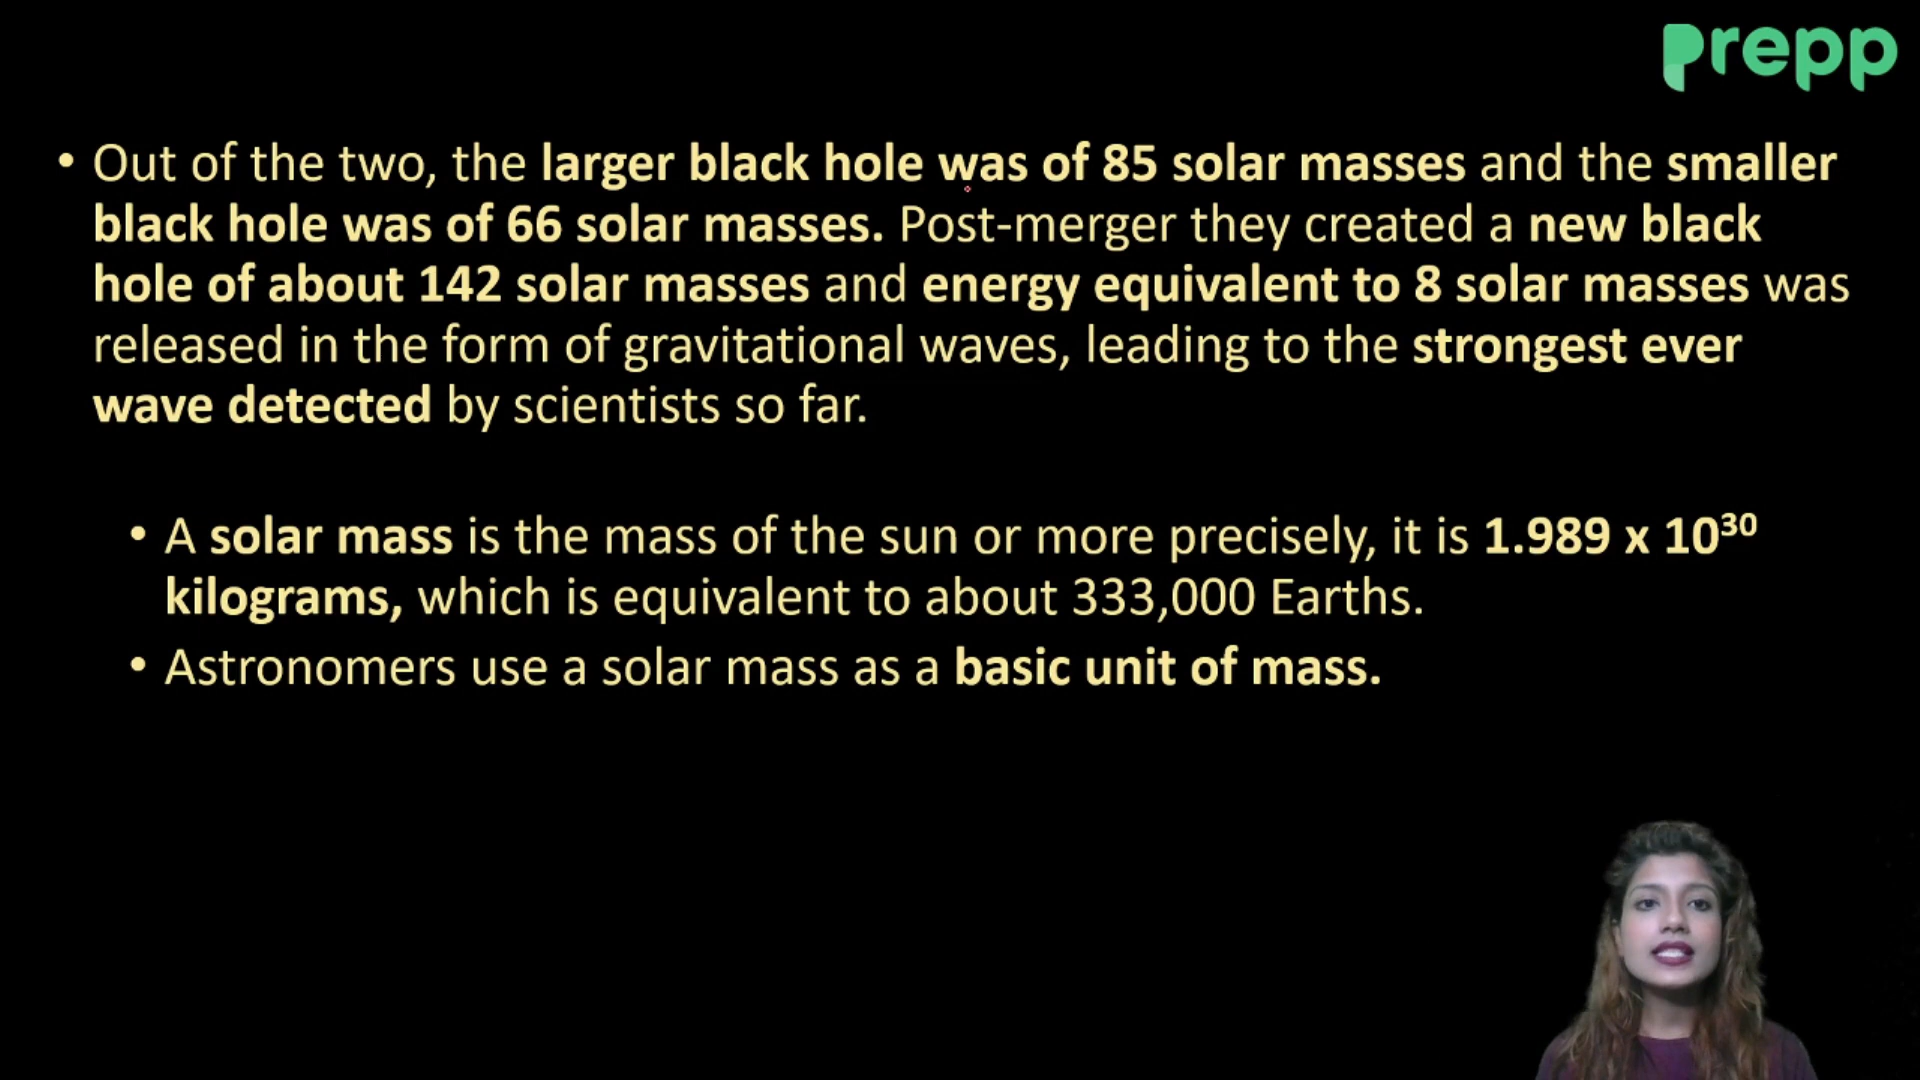 prepp
• Out of the two, the larger black hole was of 85 solar masses and the smaller
black hole was of 66 solar masses. Post-merger they created a new black
hole of about 142 solar masses and energy equivalent to 8 solar masses was
released in the form of gravitational waves, leading to the strongest ever
wave detected by scientists so far.
• A solar mass is the mass of the sun or more precisely, it is 1.989 x 10³⁰
kilograms, which is equivalent to about 333,000 Earths.
• Astronomers use a solar mass as a basic unit of mass.